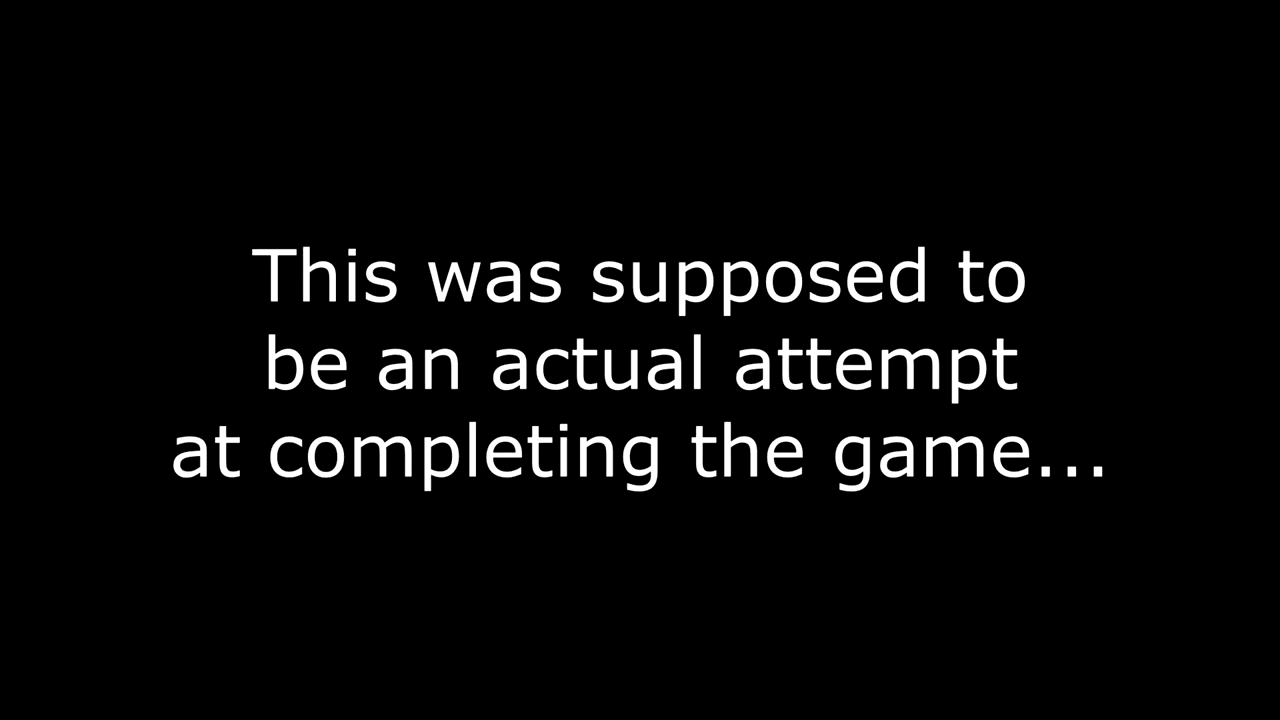 This was supposed to
be an actual attempt
at completing the game...